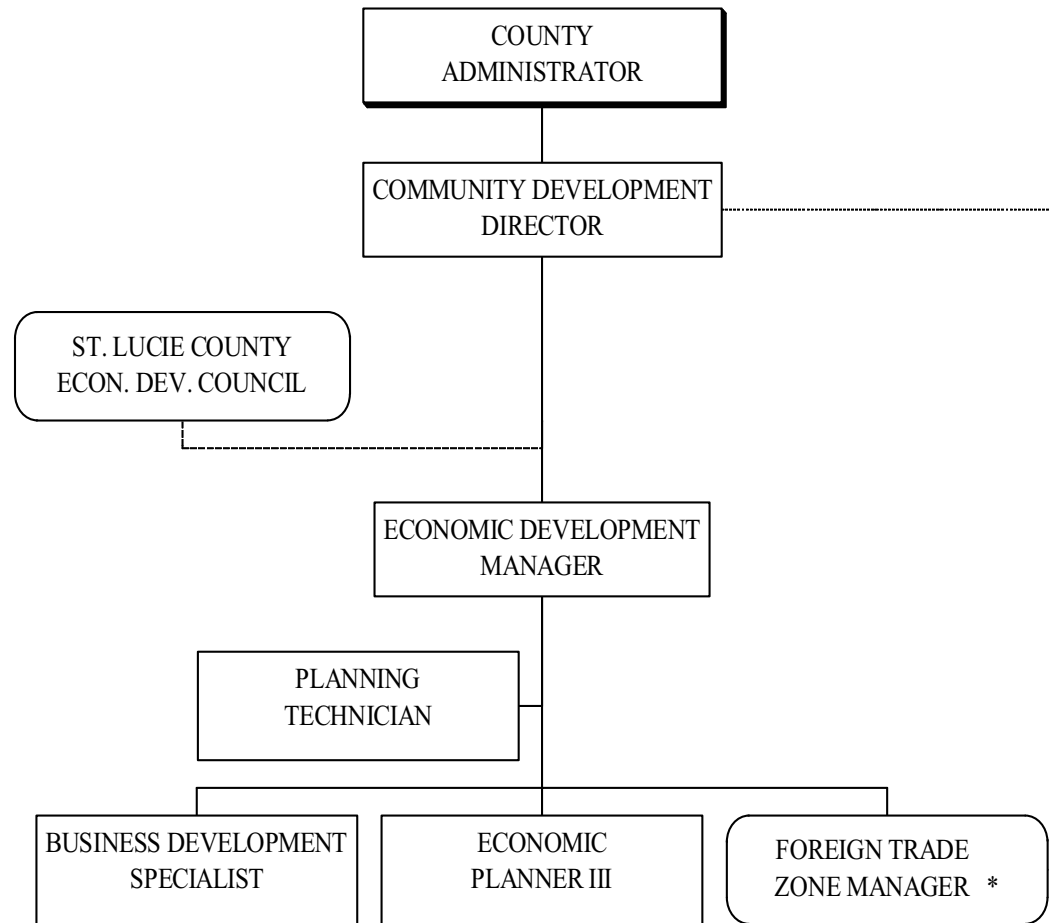 COUNTY
ADMINISTRATOR
COMMUNITY DEVELOPMENT
DIRECTOR
ST. LUCIE COUNTY
ECON. DEV. COUNCIL
ECONOMIC DEVELOPMENT
MANAGER
PLANNING
TECHNICIAN
BUSINESS DEVELOPMENT
SPECIALIST
ECONOMIC
PLANNER III
FOREIGN TRADE
ZONE MANAGER *